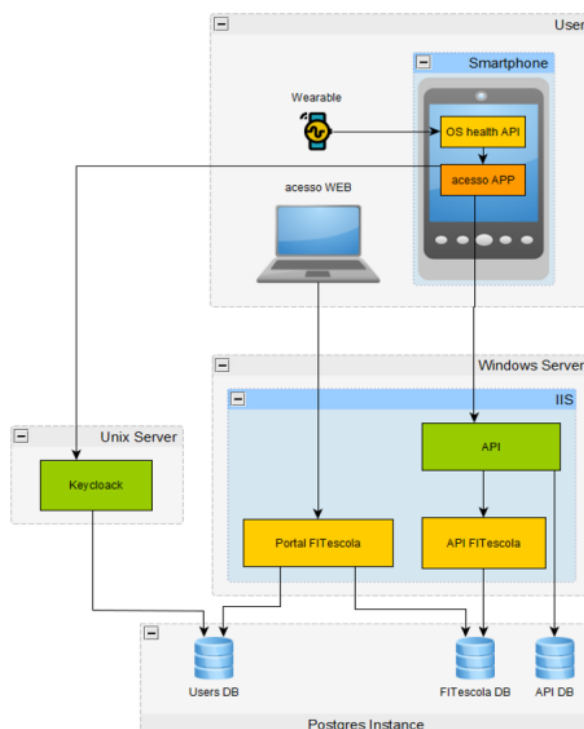 User
Smartphone
Wearable
OS health API
acesso APP
acesso WEB
Windows Server
IIS
Unix Server
API
Keycloack
Portal FITescola
API FITescola
Users DB
FITescola DB
API DB
Postgres Instance